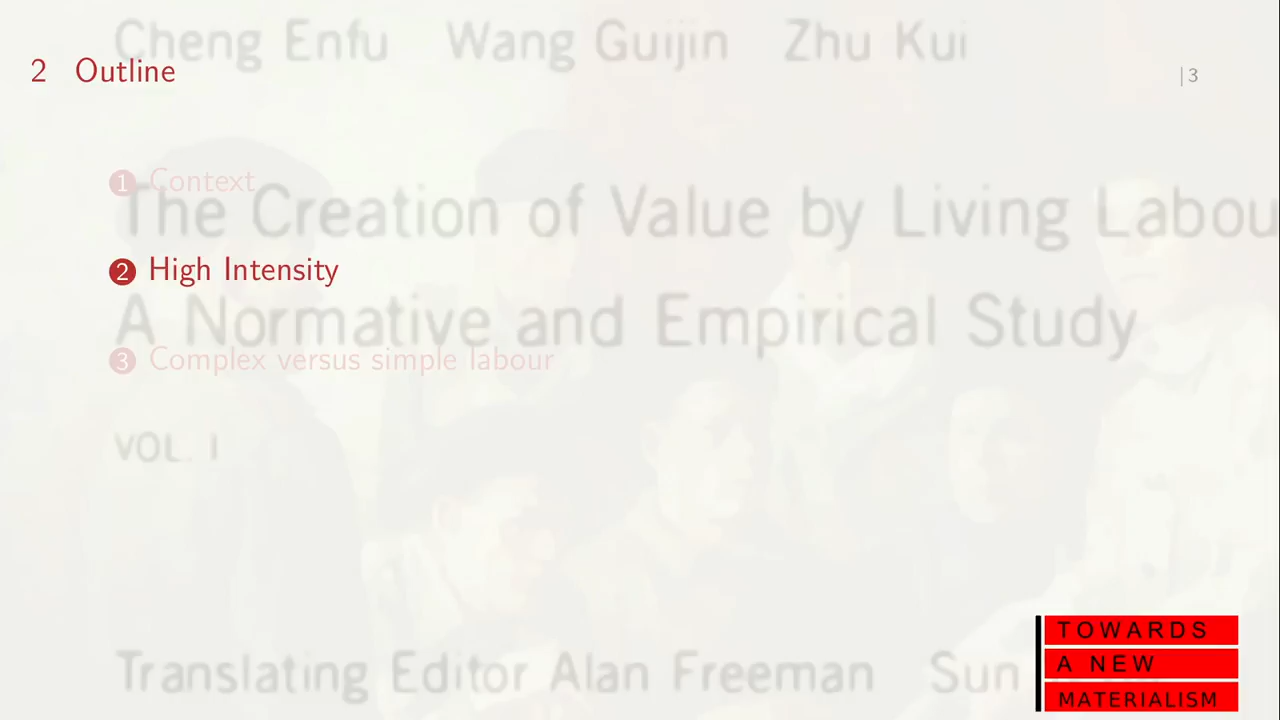 Cheng Enfu Wang Guijin Zhu Kui
2 Outline
| 3
1 Context
The Creation of Value by Living Labou
2 High Intensity
A Normative and Empirical Study
3 Complex versus simple labour
VOL. I
Translating Editor Alan Freeman Sun
TOWARDS
A NEW
MATERIALISM